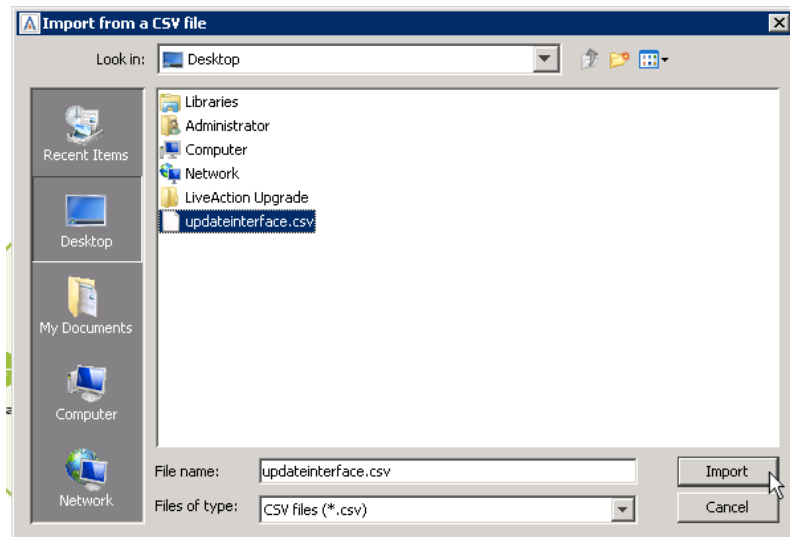 Import from a CSV file
Look in:
Desktop
Recent Items
Desktop
My Documents
Computer
Network
Libraries
Administrator
Computer
Network
LiveAction Upgrade
updateinterface.csv
File name:
updateinterface.csv
Import
Files of type:
CSV files (*.csv)
Cancel